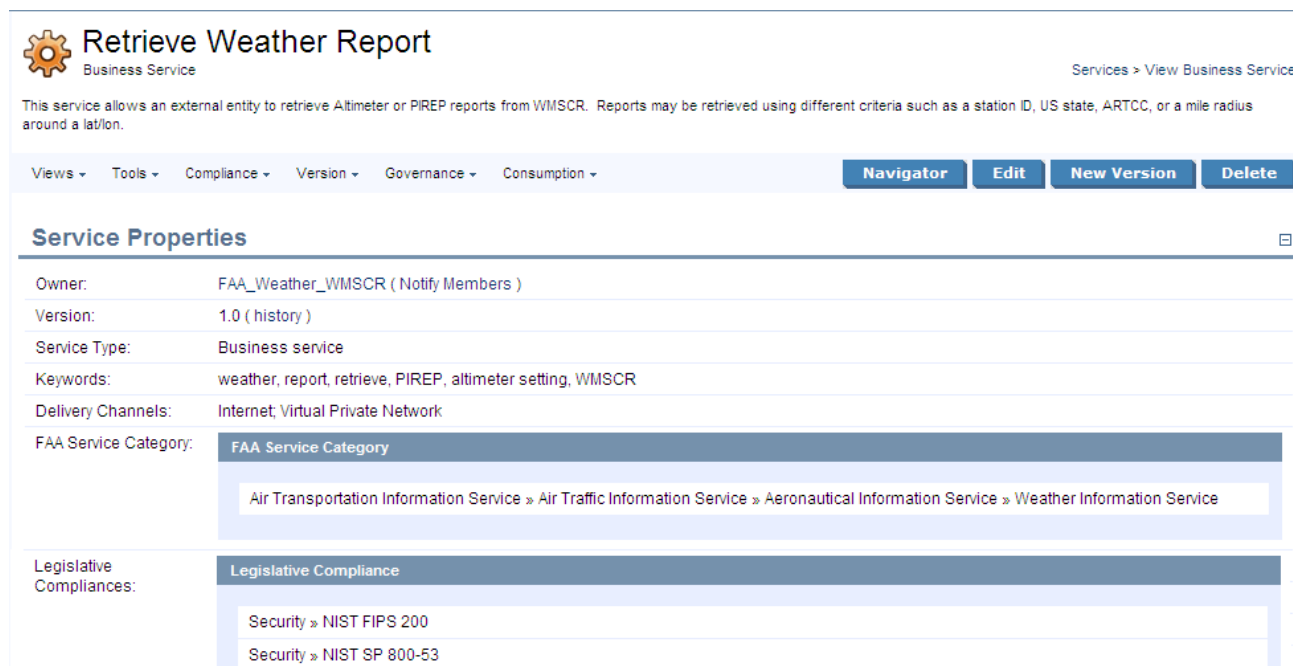 Retrieve Weather Report
Business Service
Services > View Business Service
This service allows an external entity to retrieve Altimeter or PIREP reports from WMSCR. Reports may be retrieved using different criteria such as a station ID, US state, ARTCC, or a mile radius
around a lat/lon.
Views Tools Compliance Version Governance Consumption Navigator Edit New Version Delete
Service Properties
Owner: FAA_Weather_WMSCR ( Notify Members )
Version: 1.0 ( history )
Service Type: Business service
Keywords: weather, report, retrieve, PIREP, altimeter setting, WMSCR
Delivery Channels: Internet; Virtual Private Network
FAA Service Category: FAA Service Category
Air Transportation Information Service » Air Traffic Information Service » Aeronautical Information Service » Weather Information Service
Legislative
Compliances:
Legislative Compliance
Security » NIST FIPS 200
Security » NIST SP 800-53